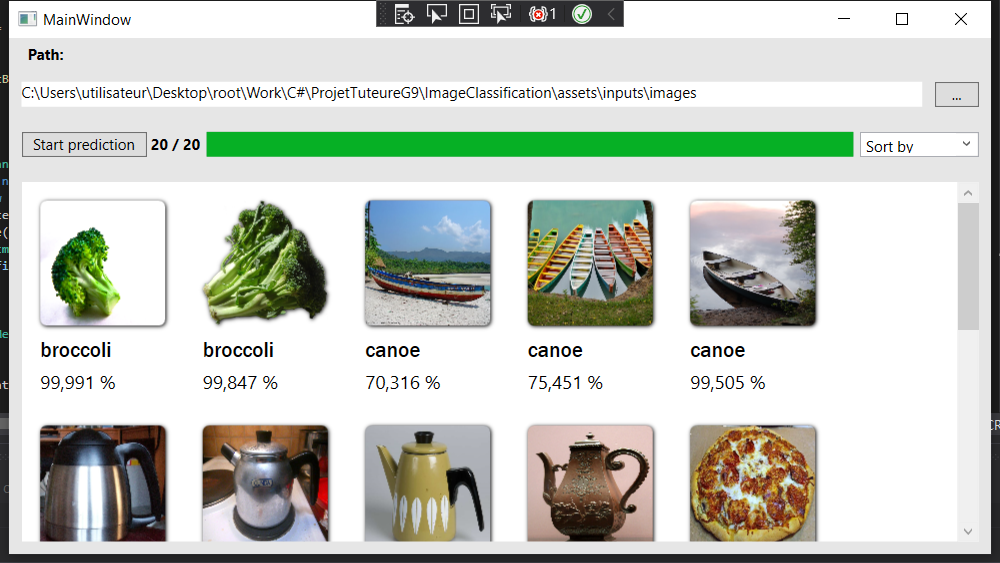 MainWindow
1
Path:
C:\Users\utilisateur\Desktop\root\Work\C#\ProjetTuteureG9\ImageClassification\assets\inputs\images
...
Start prediction
20 / 20
Sort by
broccoli
broccoli
canoe
canoe
canoe
99,991 %
99,847 %
70,316 %
75,451 %
99,505 %